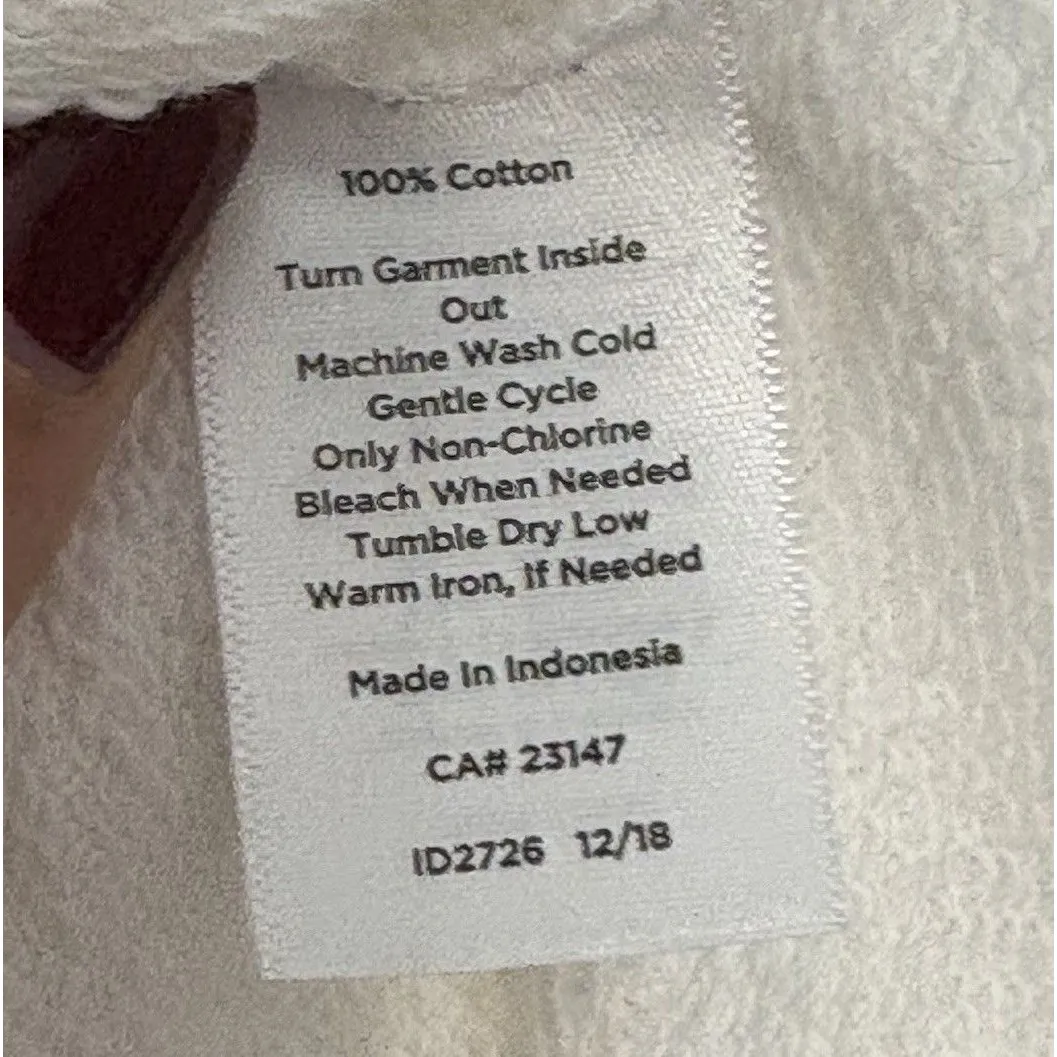 100% Cotton
Turn Garment Inside
Out
Machine Wash Cold
Gentle Cycle
Only Non-Chlorine
Bleach When Needed
Tumble Dry Low
Warm Iron, If Needed
Made In Indonesia
CA# 23147
ID2726 12/18